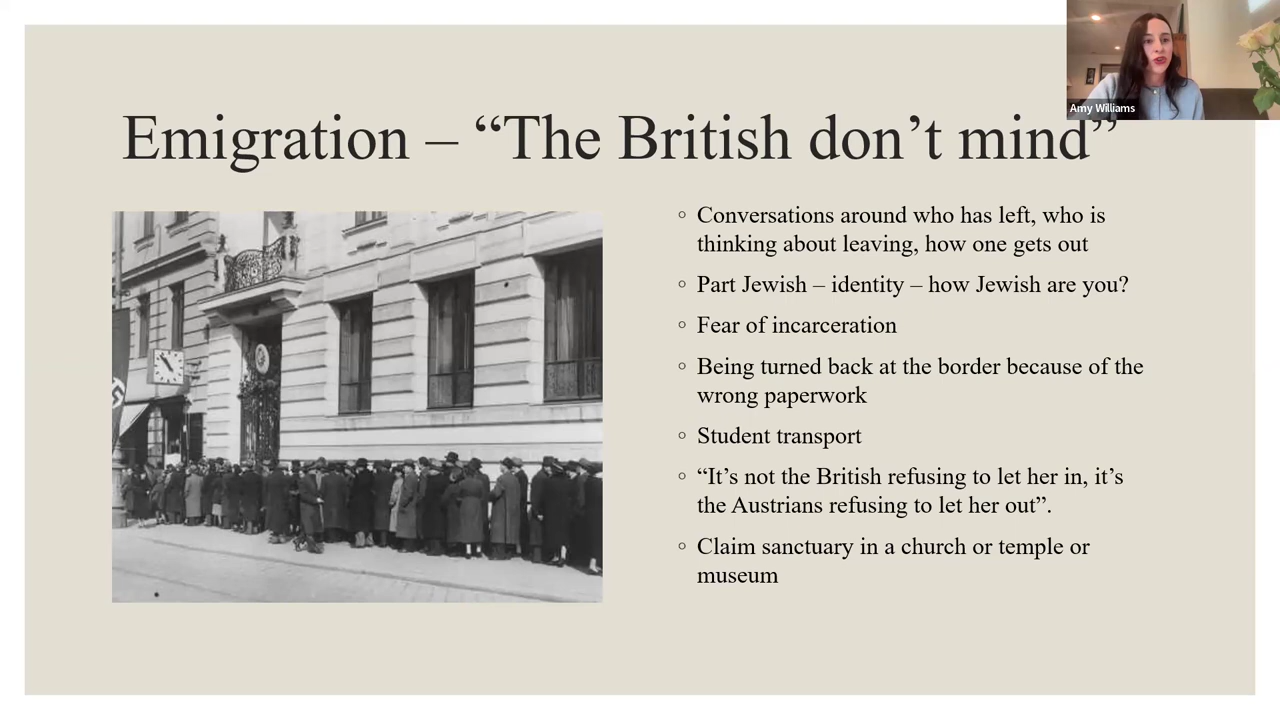 Amy Williams
Emigration – “The British don’t mind”
◦ Conversations around who has left, who is
thinking about leaving, how one gets out
◦ Part Jewish – identity – how Jewish are you?
◦ Fear of incarceration
◦ Being turned back at the border because of the
wrong paperwork
◦ Student transport
◦ “It’s not the British refusing to let her in, it’s
the Austrians refusing to let her out”.
◦ Claim sanctuary in a church or temple or
museum